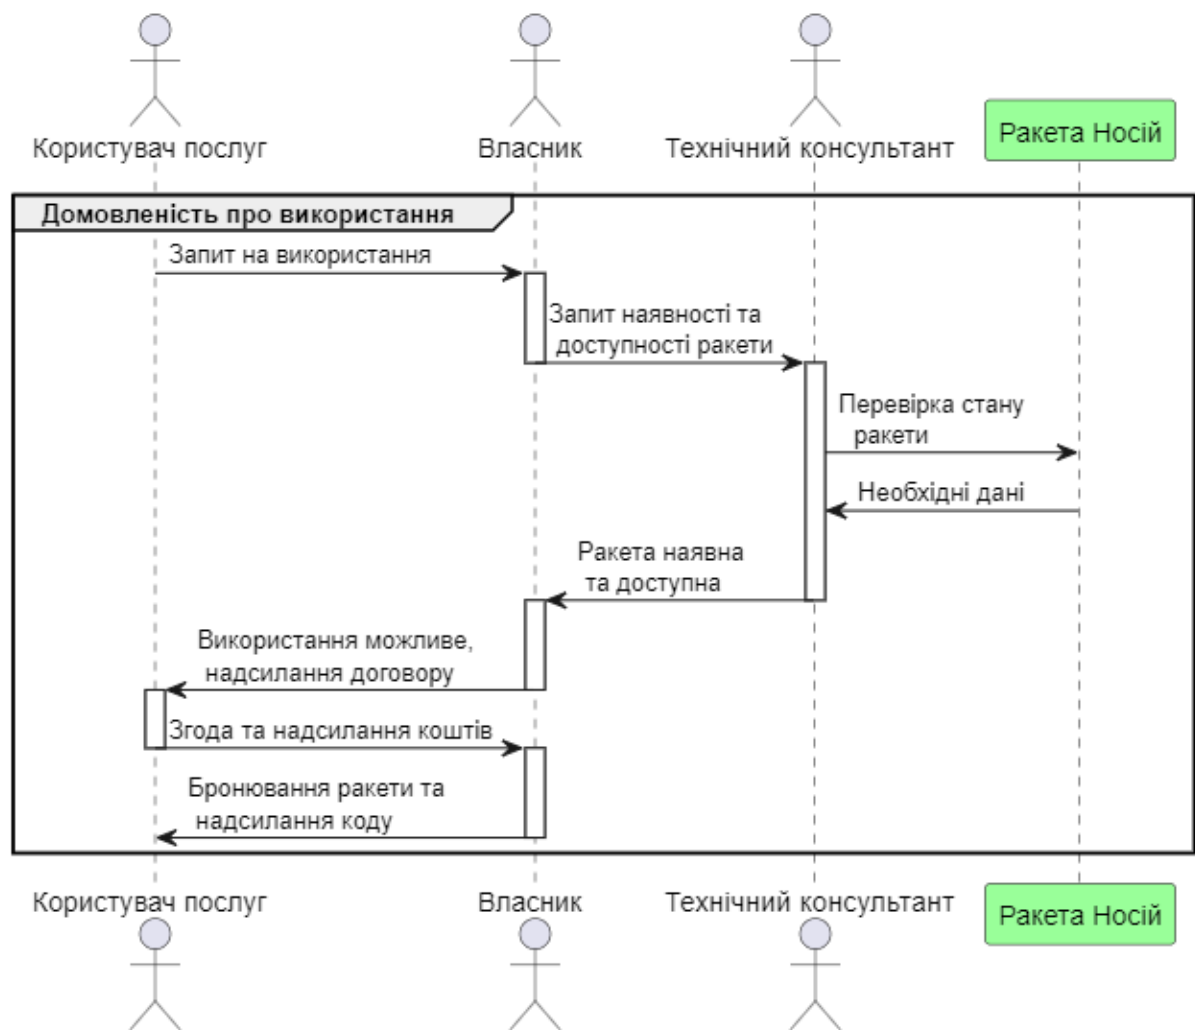 Користувач послуг
Власник
Технічний консультант
Ракета Носій
Домовленість про використання
Запит на використання
Запит наявності та
доступності ракети
Перевірка стану
ракети
Необхідні дані
Ракета наявна
та доступна
Використання можливе,
надсилання договору
Згода та надсилання коштів
Бронювання ракети та
надсилання коду
Користувач послуг
Власник
Технічний консультант
Ракета Носій